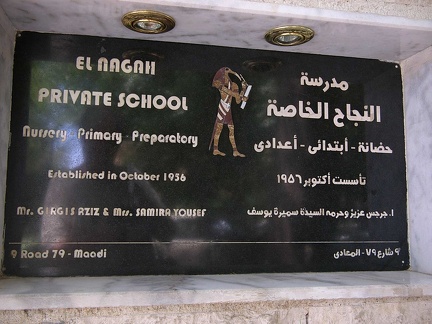 EL NAGAH
PRIVATE SCHOOL
Nursery - Primary - Preparatory
Established in October 1956
Mr. GIRGIS AZIZ & Mrs. SAMIRA YOUSEF
9 Road 79 - Maadi
مدرسة
النجاح الخاصة
حضانة - أبتدائى - أعدادى
تأسست أكتوبر ١٩٥٦
ا. جرجس عزيز وحرمه السيدة سميرة يوسف
٩ شارع ٧٩ - المعادى